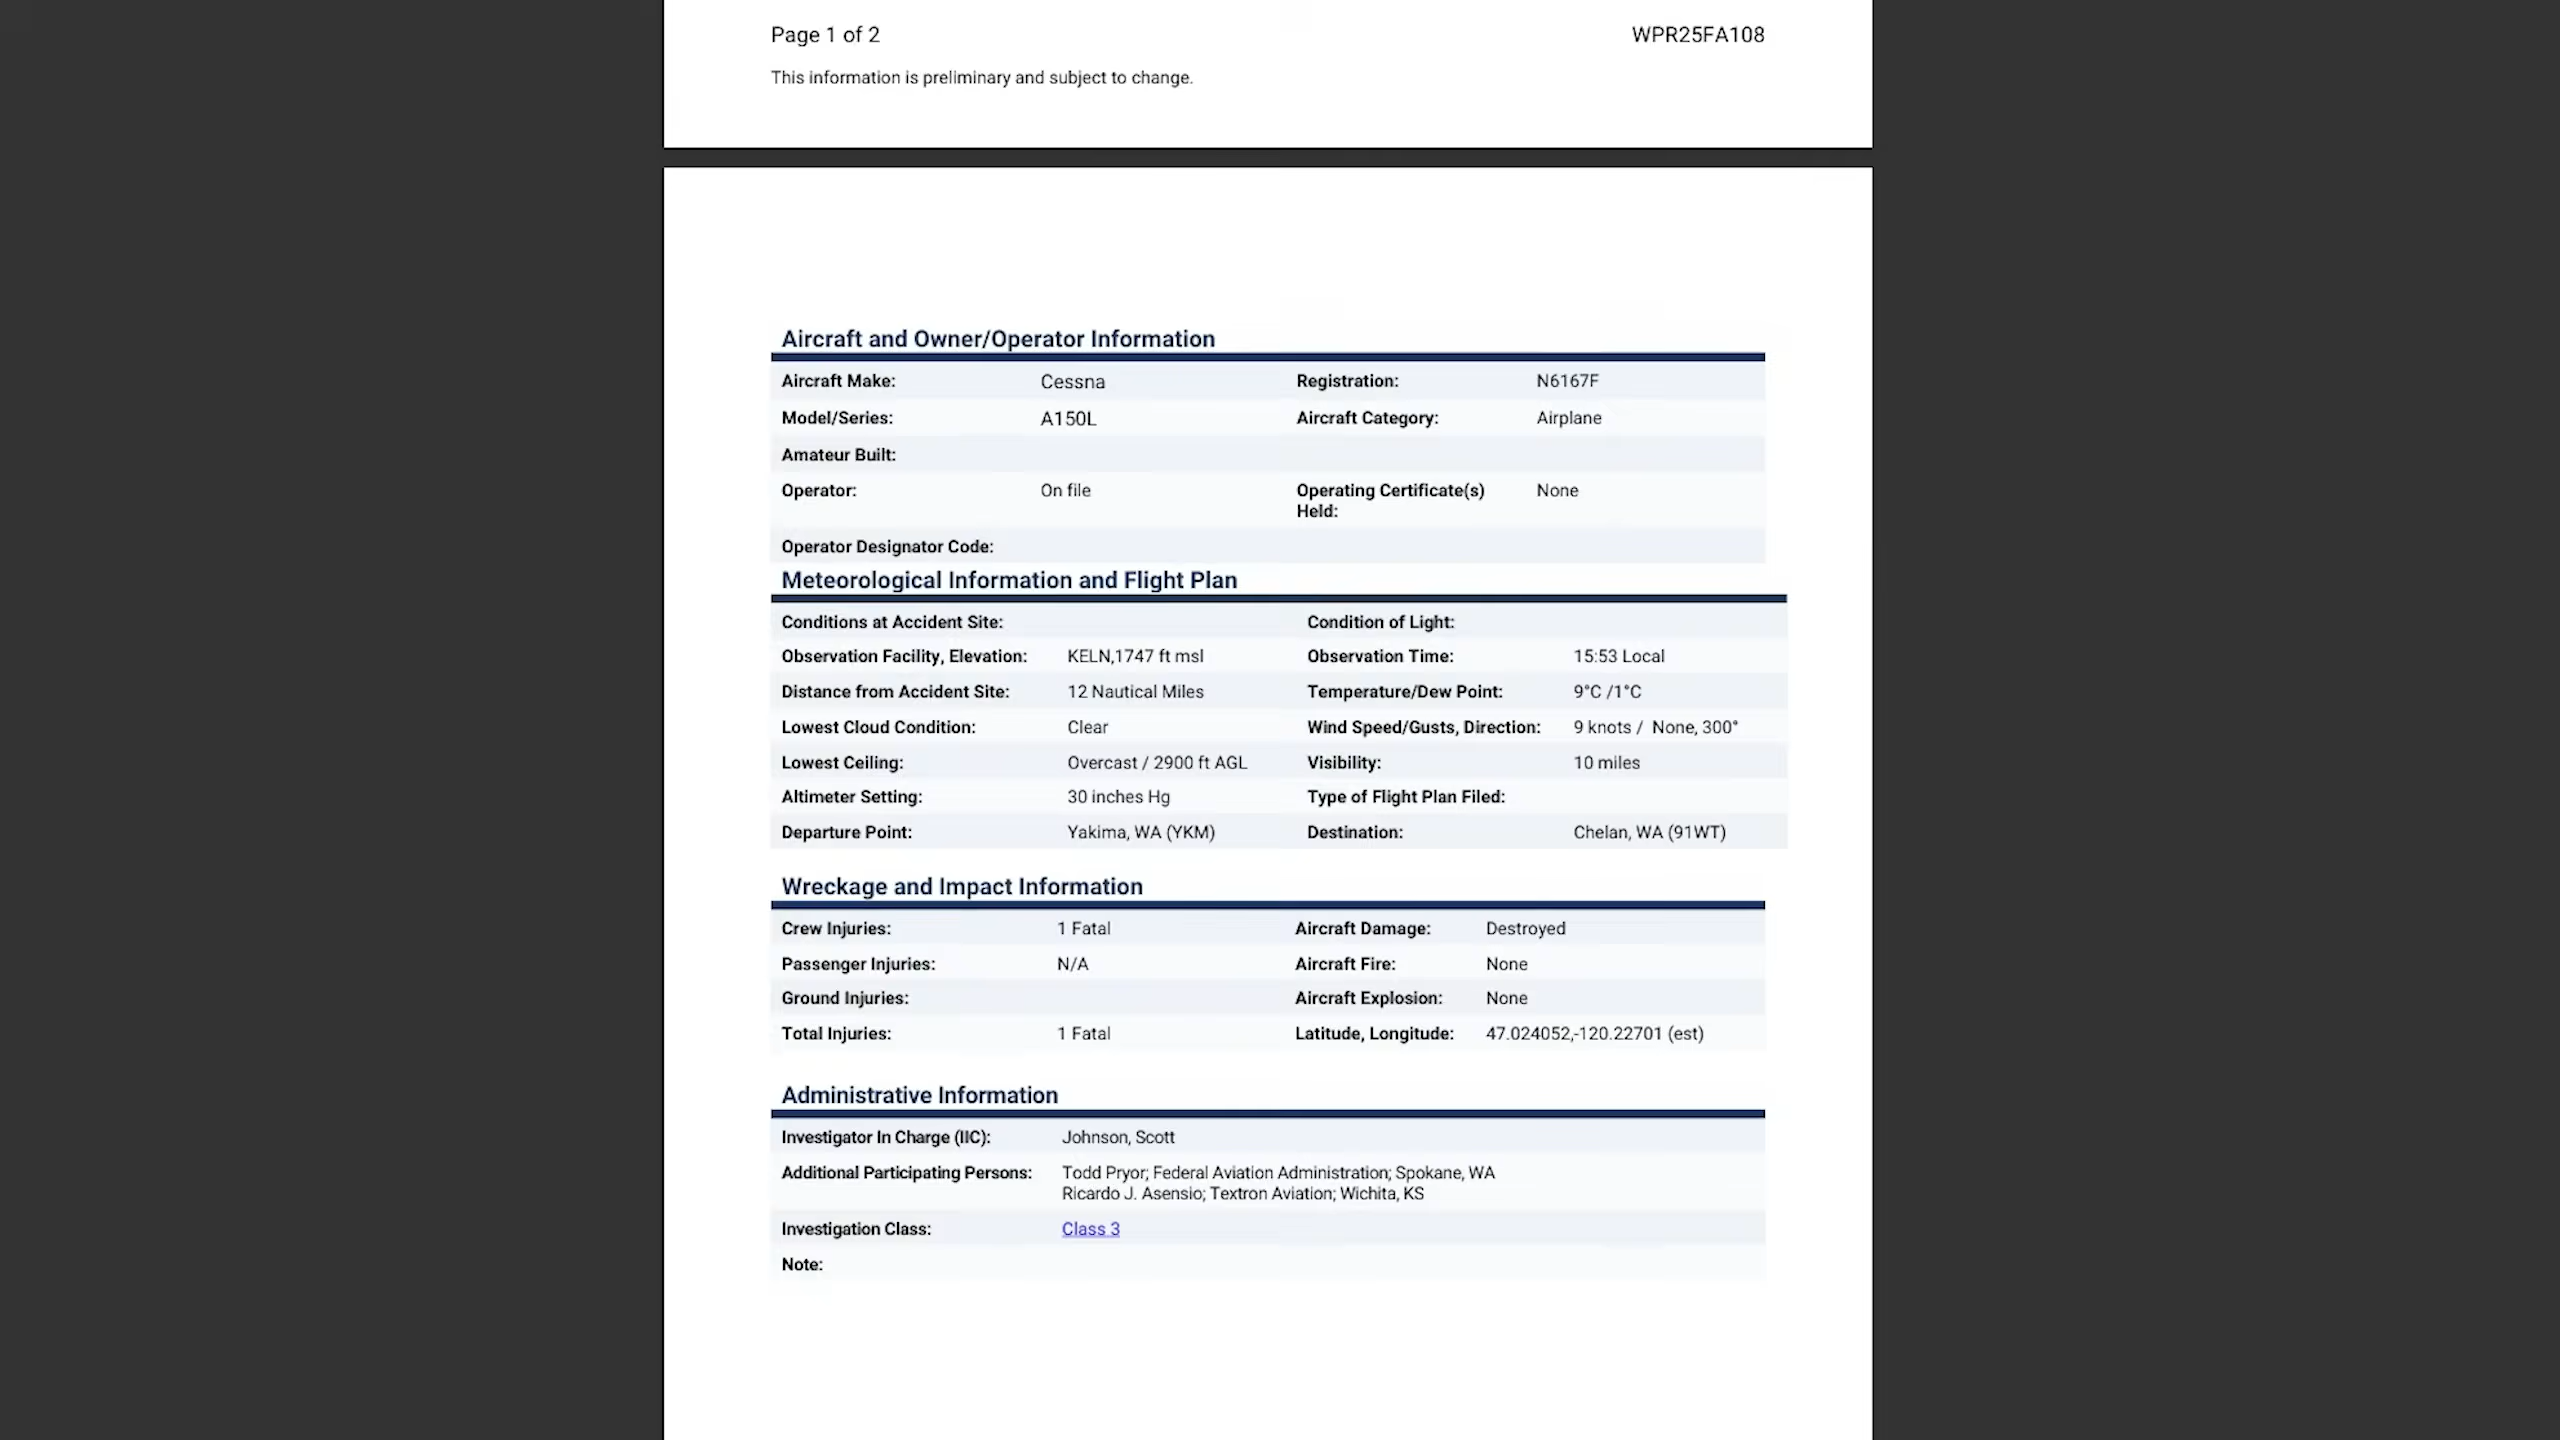 Page 1 of 2 WPR25FA108
This information is preliminary and subject to change.
Aircraft and Owner/Operator Information
Aircraft Make: Cessna Registration: N6167F
Model/Series: A150L Aircraft Category: Airplane
Amateur Built:
Operator: On file Operating Certificate(s) None
Held:
Operator Designator Code:
Meteorological Information and Flight Plan
Conditions at Accident Site: Condition of Light:
Observation Facility, Elevation: KELN,1747 ft msl Observation Time: 15:53 Local
Distance from Accident Site: 12 Nautical Miles Temperature/Dew Point: 9°C /1°C
Lowest Cloud Condition: Clear Wind Speed/Gusts, Direction: 9 knots / None, 300°
Lowest Ceiling: Overcast / 2900 ft AGL Visibility: 10 miles
Altimeter Setting: 30 inches Hg Type of Flight Plan Filed:
Departure Point: Yakima, WA (YKM) Destination: Chelan, WA (91WT)
Wreckage and Impact Information
Crew Injuries: 1 Fatal Aircraft Damage: Destroyed
Passenger Injuries: N/A Aircraft Fire: None
Ground Injuries: Aircraft Explosion: None
Total Injuries: 1 Fatal Latitude, Longitude: 47.024052,-120.22701 (est)
Administrative Information
Investigator In Charge (IIC): Johnson, Scott
Additional Participating Persons: Todd Pryor; Federal Aviation Administration; Spokane, WA
Ricardo J. Asensio; Textron Aviation; Wichita, KS
Investigation Class: Class 3
Note: